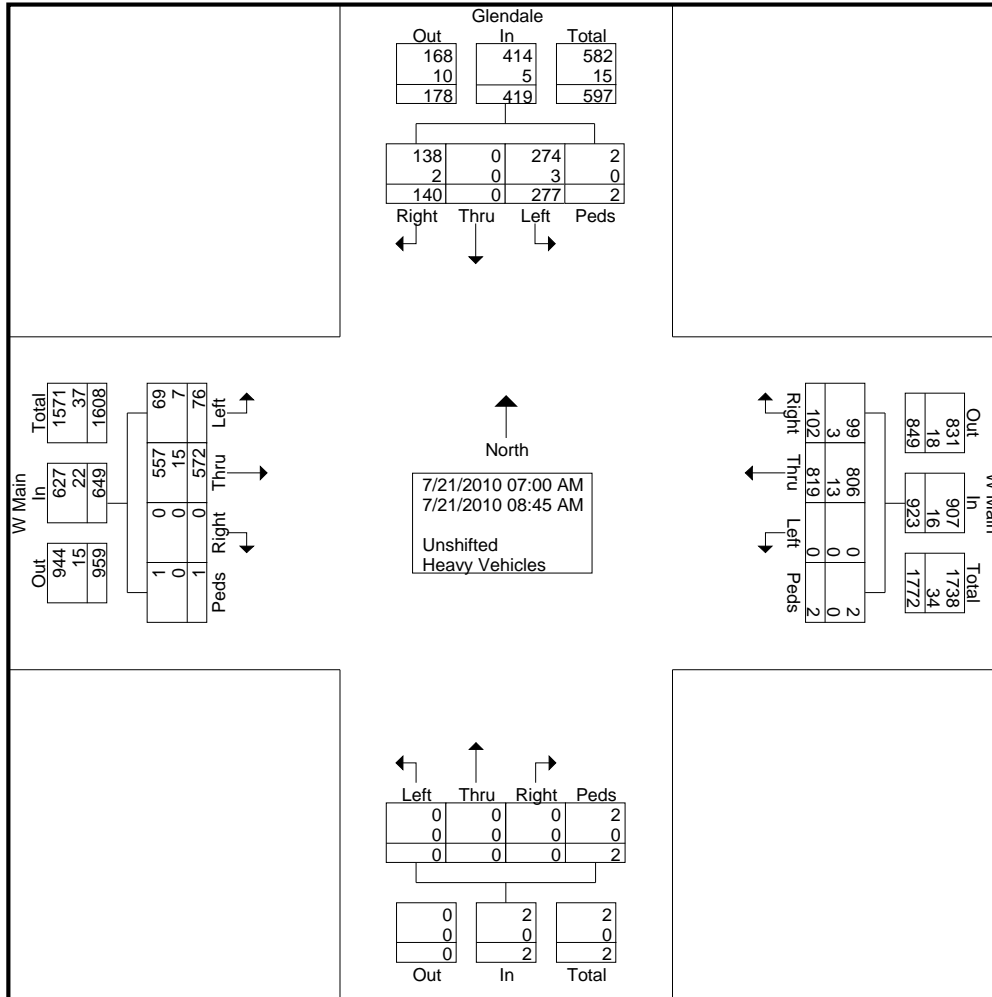 Glendale
Out In Total
168 414 582
10 5 15
178 419 597
138 0 274 2
2 0 3 0
140 0 277 2
Right Thru Left Peds
W Main
Total In Out
1571 627 944
37 22 15
1608 649 959
69 557 0 1
7 15 0 0
76 572 0 1
Left Thru Right Peds
North
7/21/2010 07:00 AM
7/21/2010 08:45 AM
Unshifted
Heavy Vehicles
Right Thru Left Peds
99 806 0 2
3 13 0 0
102 819 0 2
W Main
Out In Total
831 907 1738
18 16 34
849 923 1772
Left Thru Right Peds
0 0 0 2
0 0 0 0
0 0 0 2
0 2 2
0 0 0
0 2 2
Out In Total